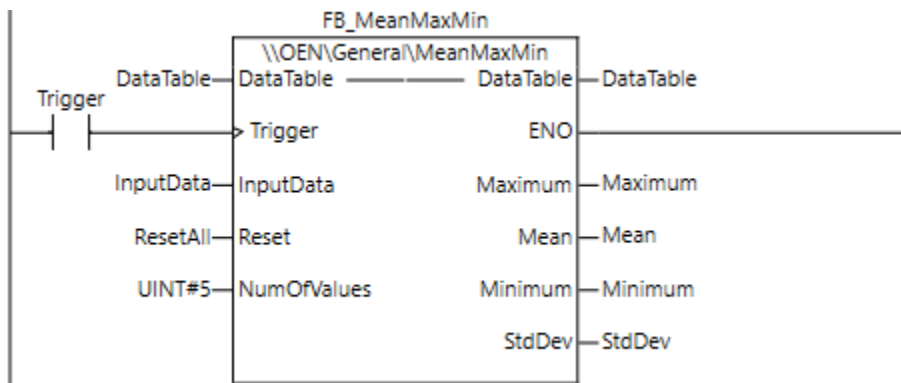 FB_MeanMaxMin
\\OEN\General\MeanMaxMin
DataTable DataTable DataTable DataTable
Trigger
Trigger ENO
InputData InputData Maximum Maximum
ResetAll Reset Mean Mean
UINT#5 NumOfValues Minimum Minimum
StdDev StdDev